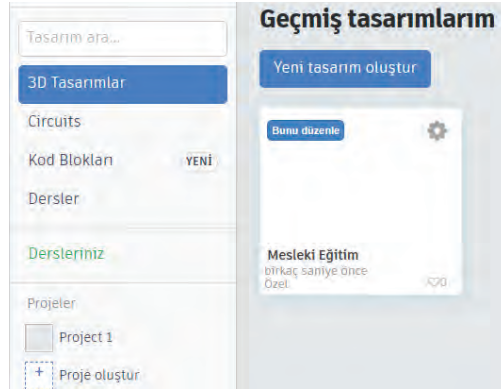 Tasarım ara...
3D Tasarımlar
Circuits
Kod Blokları YENİ
Dersler
Dersleriniz
Projeler
Project 1
+ Proje oluştur
Geçmiş tasarımlarım
Yeni tasarım oluştur
Bunu düzenle
Mesleki Eğitim
birkaç saniye önce
Özel
0